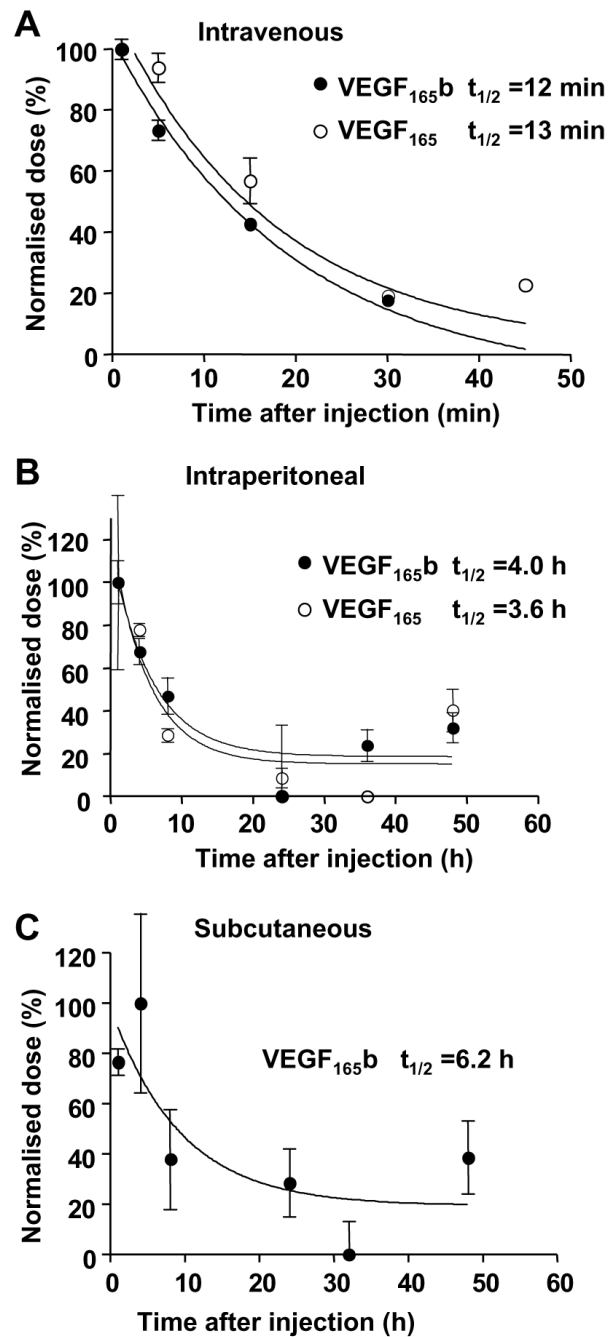 A
Intravenous
100
80
60
40
20
0
Normalised dose (%)
VEGF₁₆₅b t₁/₂ =12 min
VEGF₁₆₅ t₁/₂ =13 min
0 10 20 30 40 50
Time after injection (min)
B
Intraperitoneal
120
100
80
60
40
20
0
Normalised dose (%)
VEGF₁₆₅b t₁/₂ =4.0 h
VEGF₁₆₅ t₁/₂ =3.6 h
0 10 20 30 40 50 60
Time after injection (h)
C
Subcutaneous
120
100
80
60
40
20
0
Normalised dose (%)
VEGF₁₆₅b t₁/₂ =6.2 h
0 10 20 30 40 50 60
Time after injection (h)